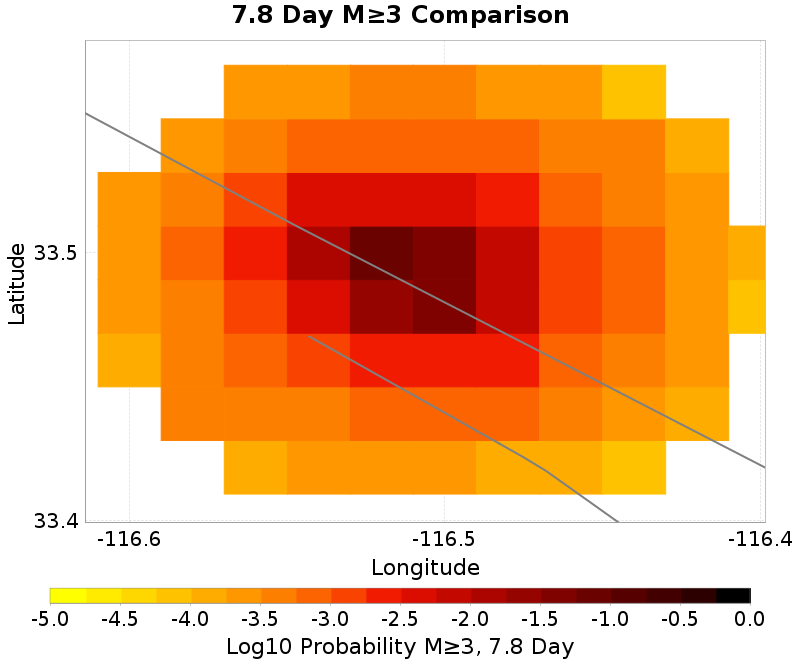 7.8 Day M≥3 Comparison
Latitude
33.5
33.4
-116.6 -116.5 -116.4
Longitude
-5.0 -4.5 -4.0 -3.5 -3.0 -2.5 -2.0 -1.5 -1.0 -0.5 0.0
Log10 Probability M≥3, 7.8 Day